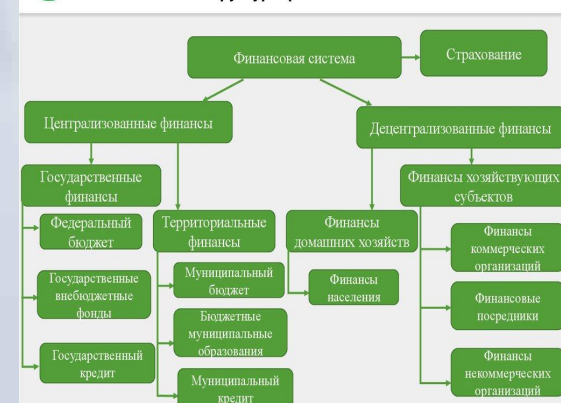 Финансовая система
Страхование
Централизованные финансы
Децентрализованные финансы
Государственные
финансы
Финансы хозяйствующих
субъектов
Федеральный
бюджет
Территориальные
финансы
Финансы
домашних хозяйств
Финансы
коммерческих
организаций
Государственные
внебюджетные
фонды
Муниципальный
бюджет
Финансы
населения
Финансовые
посредники
Бюджетные
муниципальные
образования
Государственный
кредит
Финансы
некоммерческих
организаций
Муниципальный
кредит